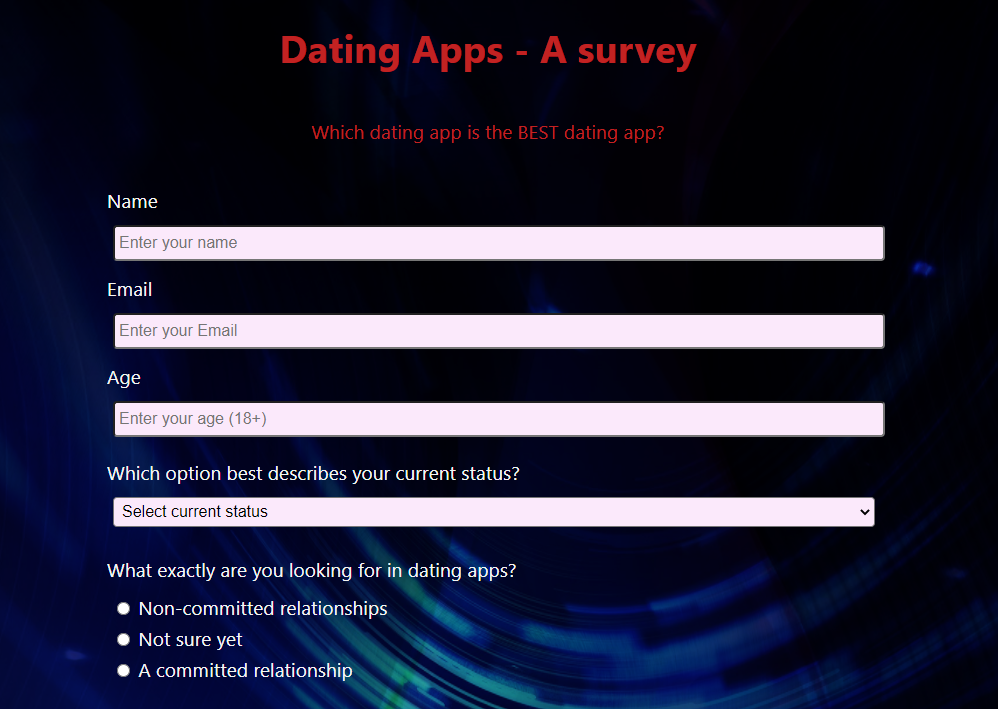 Dating Apps - A survey
Which dating app is the BEST dating app?
Name
Enter your name
Email
Enter your Email
Age
Enter your age (18+)
Which option best describes your current status?
Select current status
What exactly are you looking for in dating apps?
Non-committed relationships
Not sure yet
A committed relationship